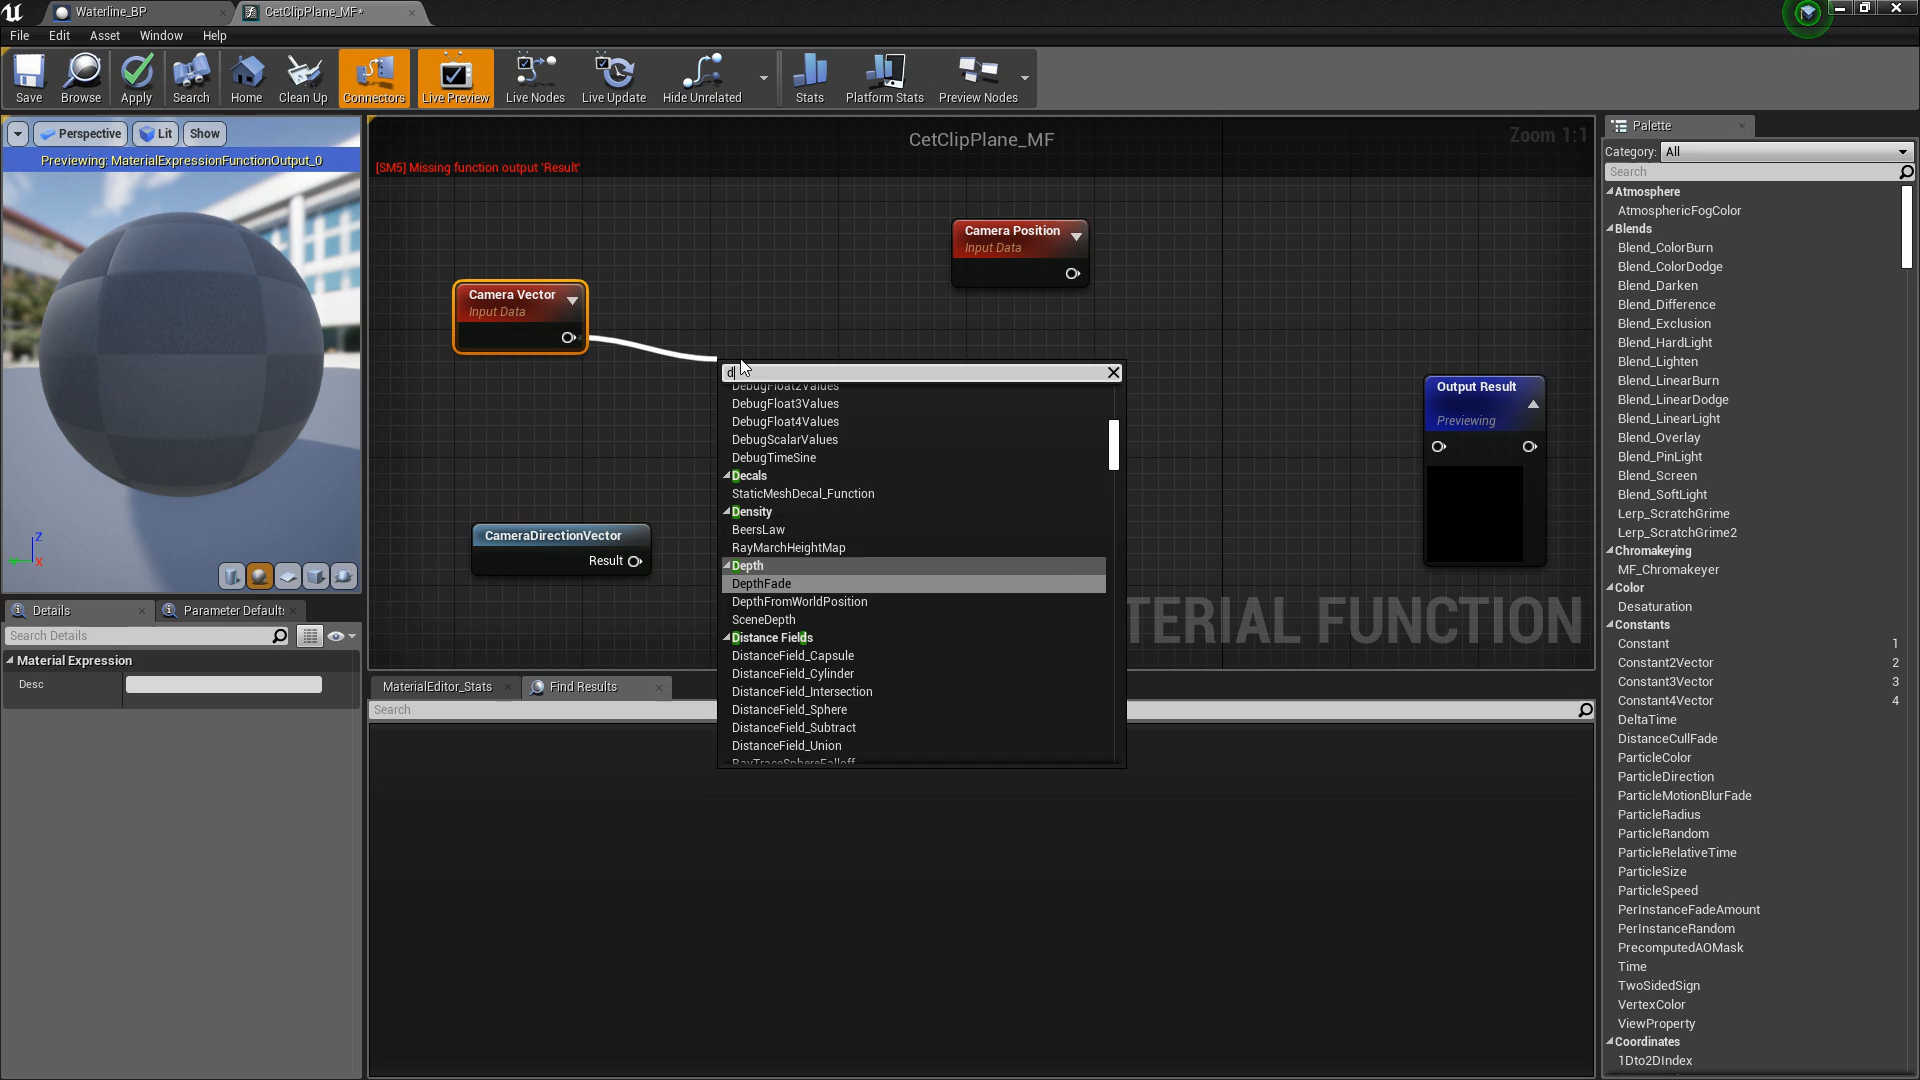 Waterline_BP
CetClipPlane_MF*
File Edit Asset Window Help
Save Browse Apply Search Home Clean Up Connectors Live Preview Live Nodes Live Update Hide Unrelated Stats Platform Stats Preview Nodes
Perspective Lit Show
Previewing: MaterialExpressionFunctionOutput_0
Z
X
Details
Parameter Defaults
Search Details
Material Expression
Desc
CetClipPlane_MF
Zoom 1:1
[SM5] Missing function output 'Result'
Camera Position
Input Data
Camera Vector
Input Data
CameraDirectionVector
Result
Output Result
Previewing
TERIAL FUNCTION
d
DebugFloat2Values
DebugFloat3Values
DebugFloat4Values
DebugScalarValues
DebugTimeSine
Decals
StaticMeshDecal_Function
Density
BeersLaw
RayMarchHeightMap
Depth
DepthFade
DepthFromWorldPosition
SceneDepth
Distance Fields
DistanceField_Capsule
DistanceField_Cylinder
DistanceField_Intersection
DistanceField_Sphere
DistanceField_Subtract
DistanceField_Union
RayTraceSphereFalloff
MaterialEditor_Stats
Find Results
Search
Palette
Category: All
Search
Atmosphere
AtmosphericFogColor
Blends
Blend_ColorBurn
Blend_ColorDodge
Blend_Darken
Blend_Difference
Blend_Exclusion
Blend_HardLight
Blend_Lighten
Blend_LinearBurn
Blend_LinearDodge
Blend_LinearLight
Blend_Overlay
Blend_PinLight
Blend_Screen
Blend_SoftLight
Lerp_ScratchGrime
Lerp_ScratchGrime2
Chromakeying
MF_Chromakeyer
Color
Desaturation
Constants
Constant 1
Constant2Vector 2
Constant3Vector 3
Constant4Vector 4
DeltaTime
DistanceCullFade
ParticleColor
ParticleDirection
ParticleMotionBlurFade
ParticleRadius
ParticleRandom
ParticleRelativeTime
ParticleSize
ParticleSpeed
PerInstanceFadeAmount
PerInstanceRandom
PrecomputedAOMask
Time
TwoSidedSign
VertexColor
ViewProperty
Coordinates
1Dto2DIndex